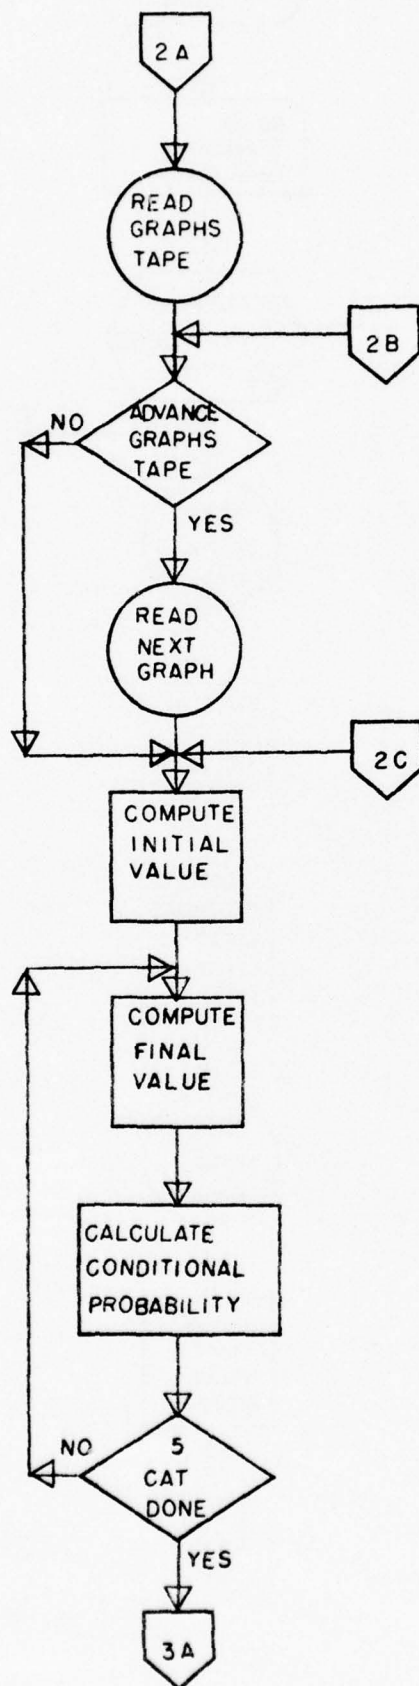 2A
READ
GRAPHS
TAPE
2B
ADVANCE
GRAPHS
TAPE
NO
YES
READ
NEXT
GRAPH
2C
COMPUTE
INITIAL
VALUE
COMPUTE
FINAL
VALUE
CALCULATE
CONDITIONAL
PROBABILITY
5
CAT
DONE
NO
YES
3A